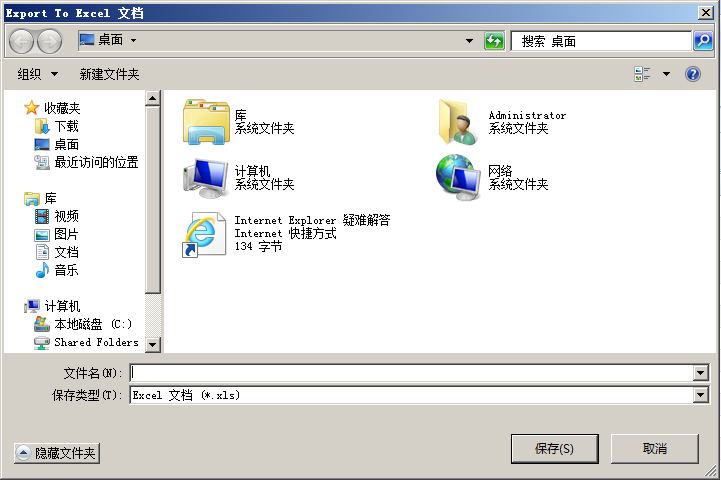 Export To Excel 文档
桌面
搜索 桌面
组织
新建文件夹
收藏夹
下载
桌面
最近访问的位置
库
视频
图片
文档
音乐
计算机
本地磁盘 (C:)
Shared Folders
库
系统文件夹
Administrator
系统文件夹
计算机
系统文件夹
网络
系统文件夹
Internet Explorer 疑难解答
Internet 快捷方式
134 字节
文件名(N):
保存类型(T):
Excel 文档 (*.xls)
隐藏文件夹
保存(S)
取消